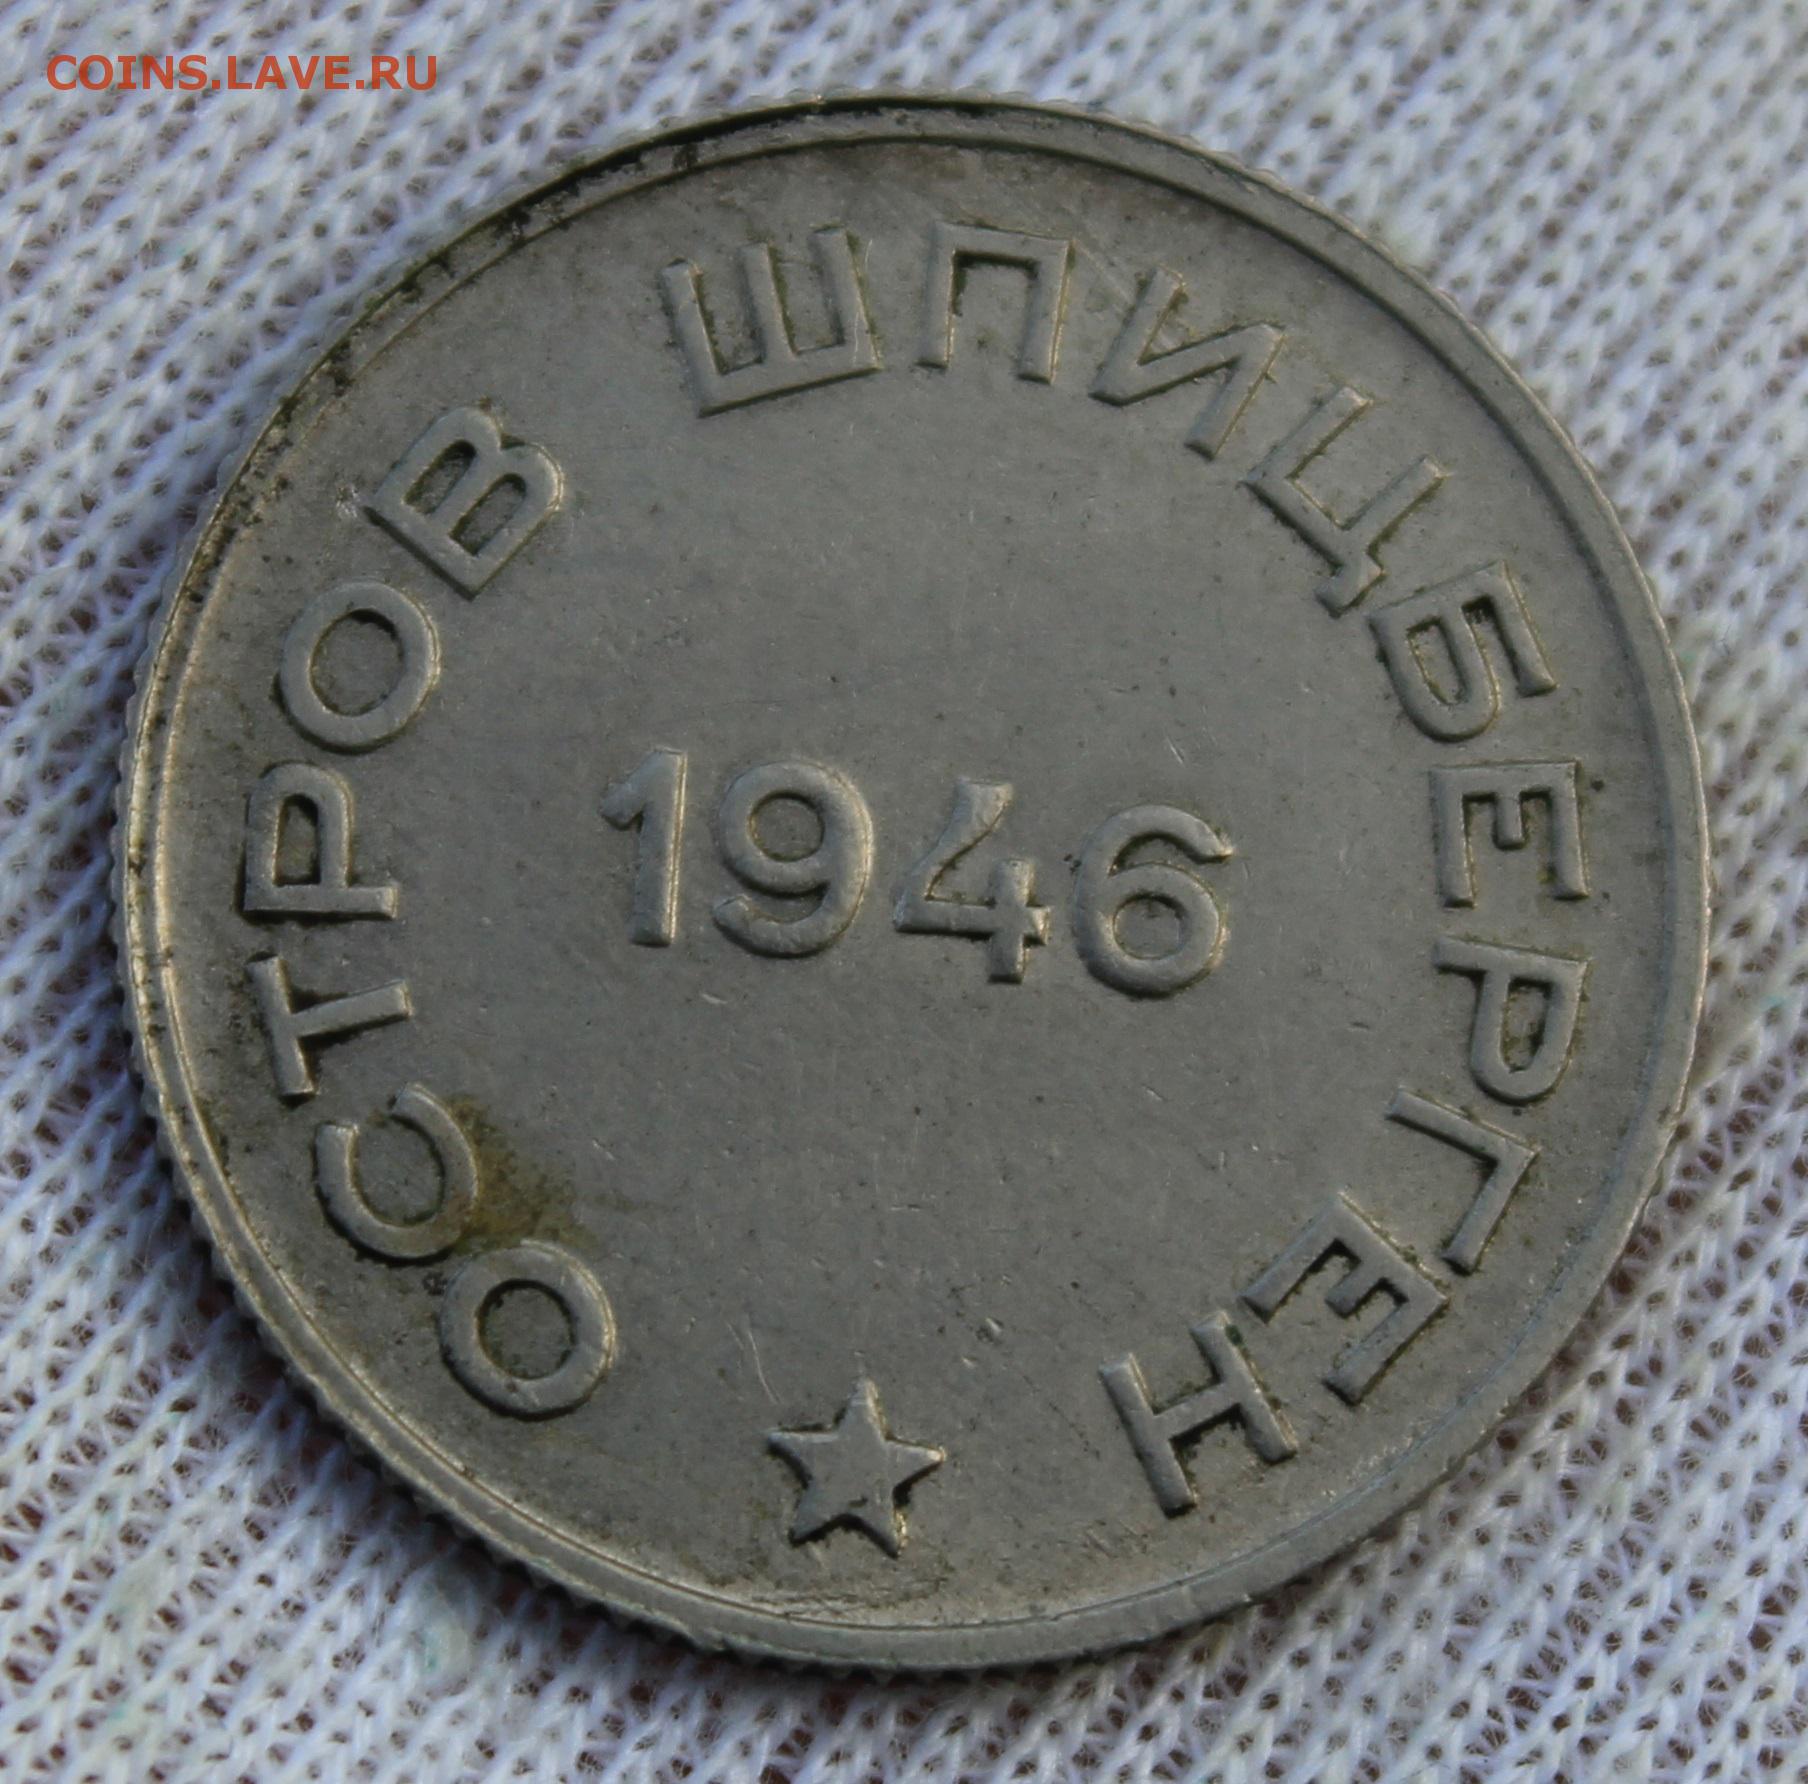 COINS.LAVE.RU
ОСТРОВ ШПИЦБЕРГЕН
1946